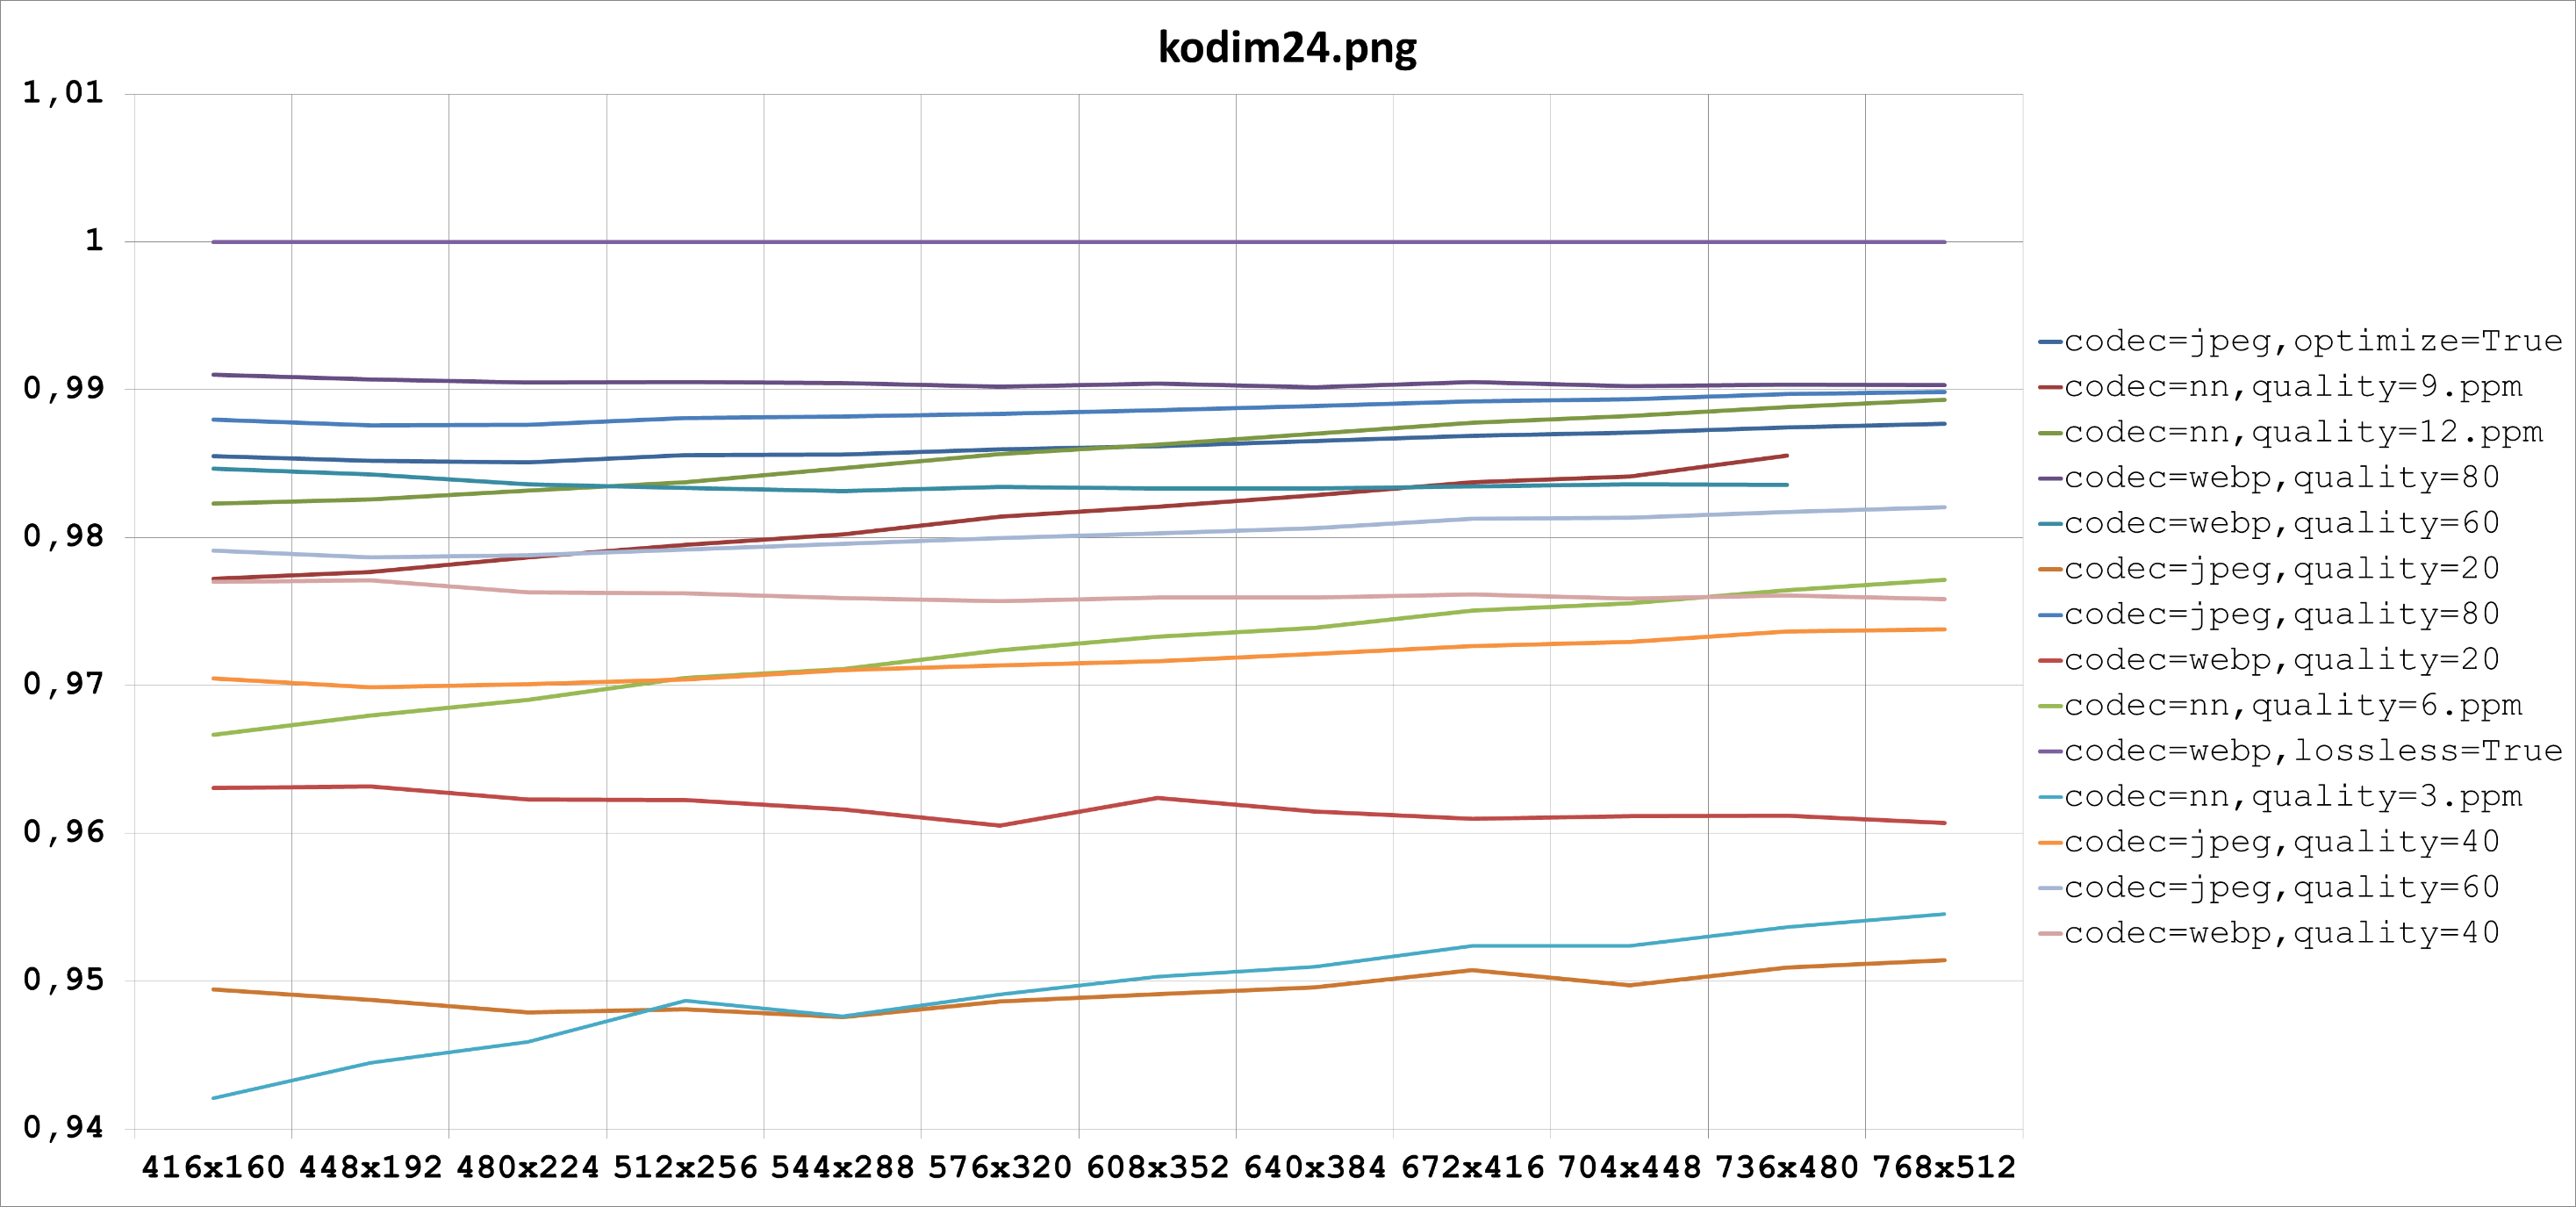 kodim24.png
1,01
1
0,99
0,98
0,97
0,96
0,95
0,94
416x160 448x192 480x224 512x256 544x288 576x320 608x352 640x384 672x416 704x448 736x480 768x512
codec=jpeg,optimize=True
codec=nn,quality=9.ppm
codec=nn,quality=12.ppm
codec=webp,quality=80
codec=webp,quality=60
codec=jpeg,quality=20
codec=jpeg,quality=80
codec=webp,quality=20
codec=nn,quality=6.ppm
codec=webp,lossless=True
codec=nn,quality=3.ppm
codec=jpeg,quality=40
codec=jpeg,quality=60
codec=webp,quality=40